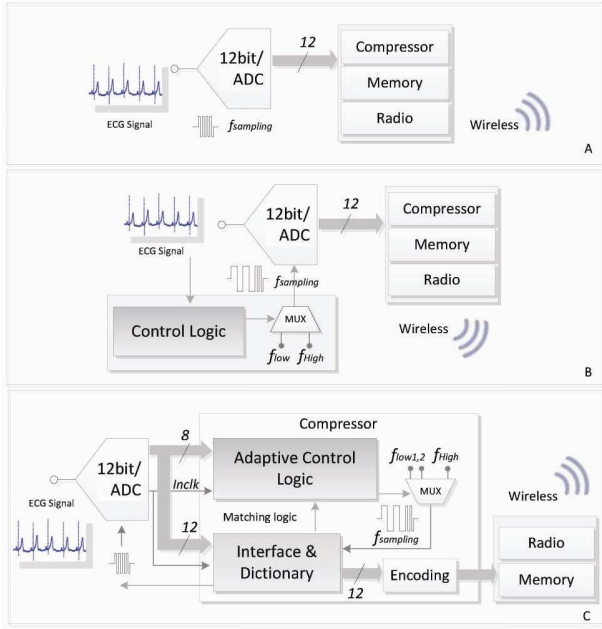 12
12bit/
ADC
Compressor
Memory
Radio
ECG Signal
fsampling
Wireless
A
12
12bit/
ADC
Compressor
Memory
Radio
ECG Signal
fsampling
Control Logic
MUX
flow fHigh
Wireless
B
Compressor
8
12bit/
ADC
Adaptive Control
Logic
flow1,2 fHigh
Inclk
MUX
Wireless
ECG Signal
Matching logic
12
fsampling
Interface &
Dictionary
12
Encoding
Radio
Memory
C